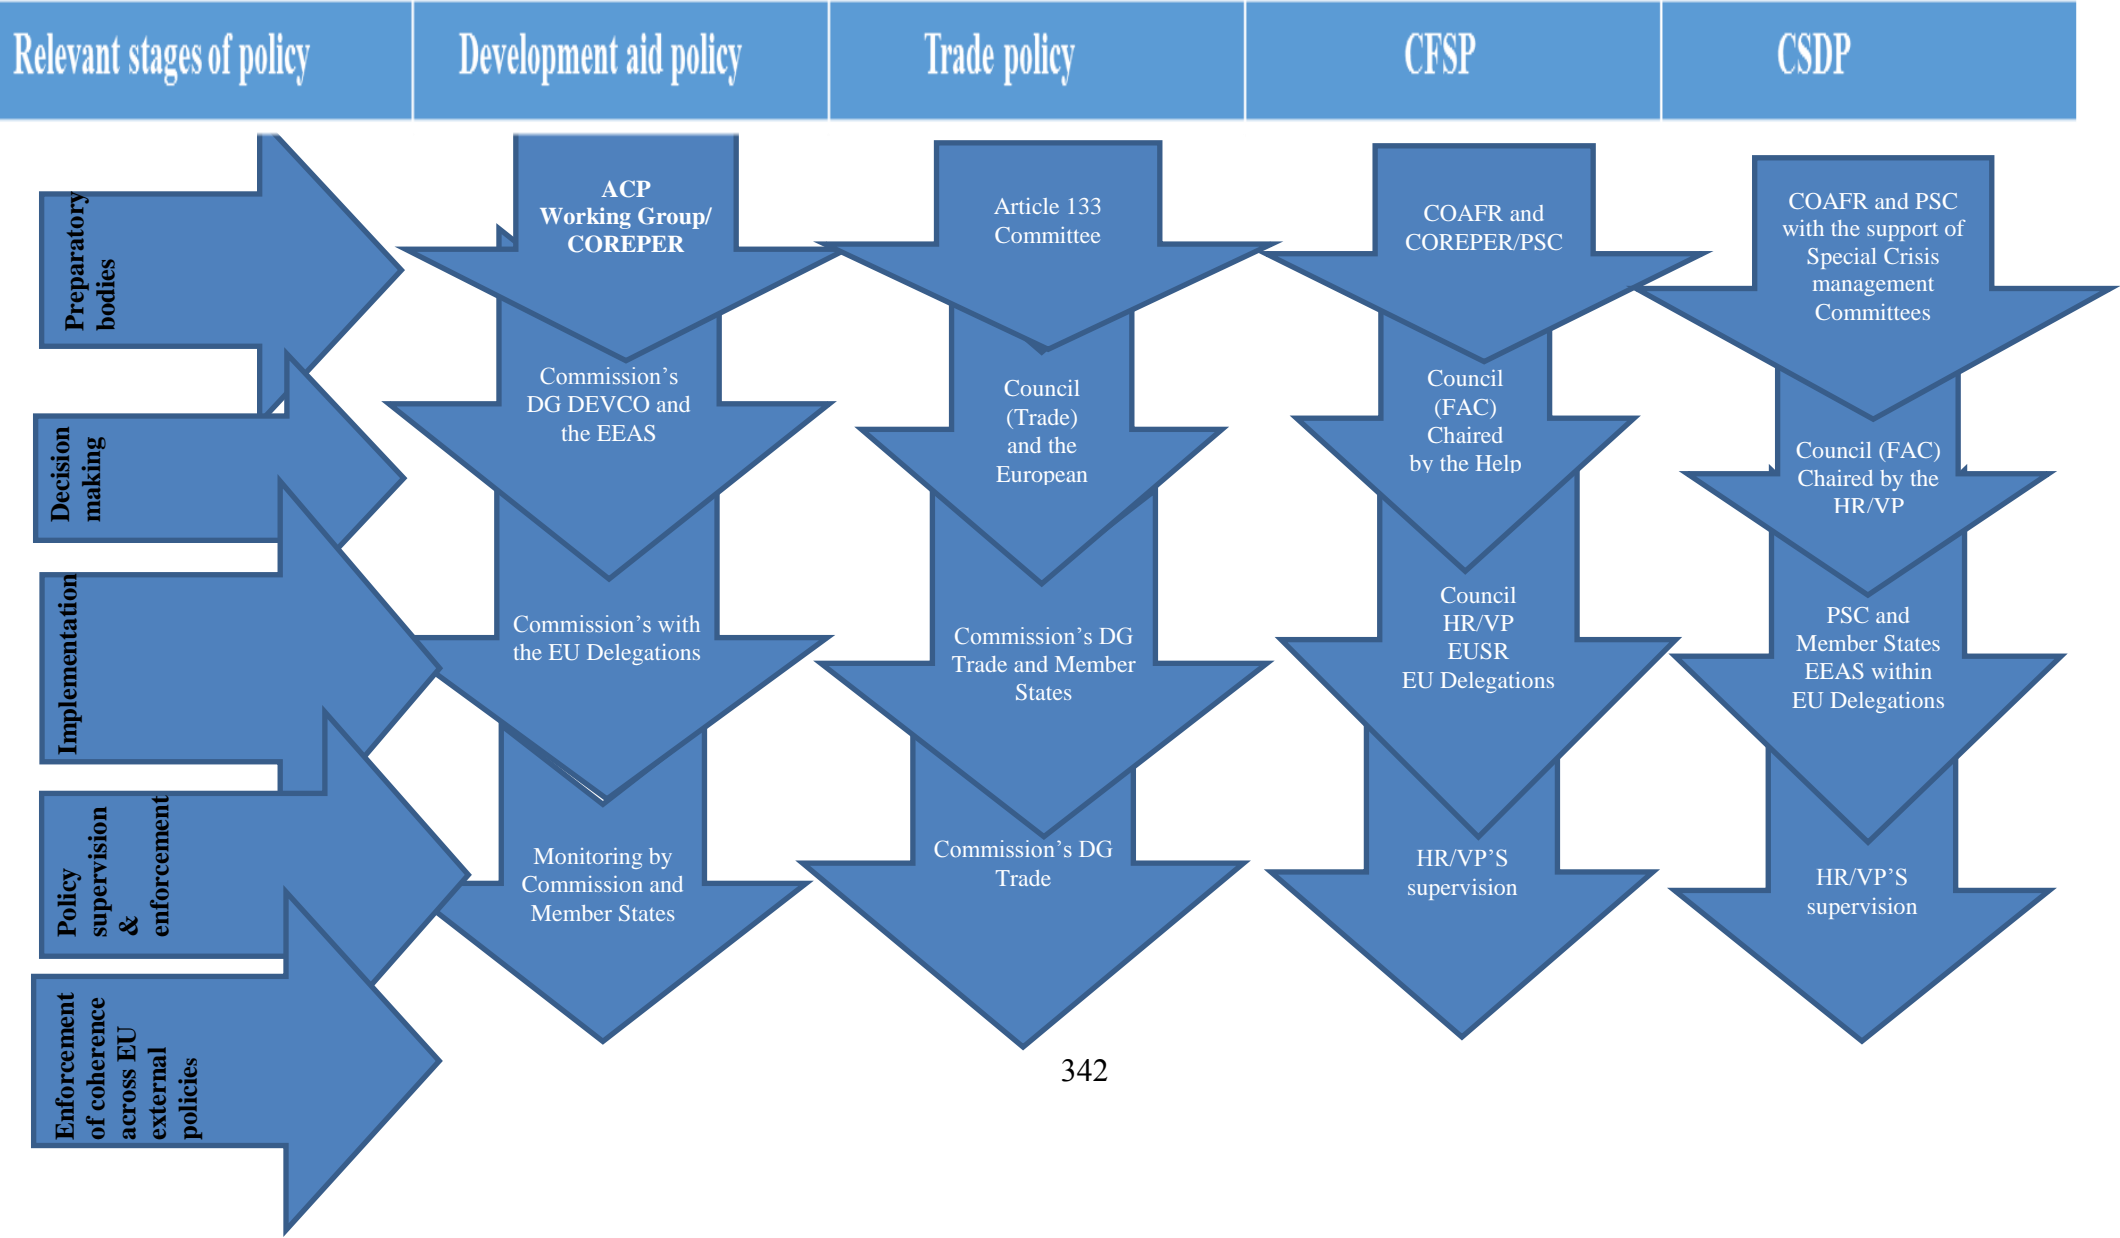 Relevant stages of policy
Development aid policy
Trade policy
CFSP
CSDP
Preparatory
bodies
ACP
Working Group/
COREPER
Article 133
Committee
COAFR and
COREPER/PSC
COAFR and PSC
with the support of
Special Crisis
management
Committees
Decision
making
Commission's
DG DEVCO and
the EEAS
Council
(Trade)
and the
European
Council
(FAC)
Chaired
by the Help
Council (FAC)
Chaired by the
HR/VP
Implementation
Commission's with
the EU Delegations
Commission's DG
Trade and Member
States
Council
HR/VP
EUSR
EU Delegations
PSC and
Member States
EEAS within
EU Delegations
Policy
supervision
&
enforcement
Monitoring by
Commission and
Member States
Commission's DG
Trade
HR/VP'S
supervision
HR/VP'S
supervision
Enforcement
of coherence
across EU
external
policies
342